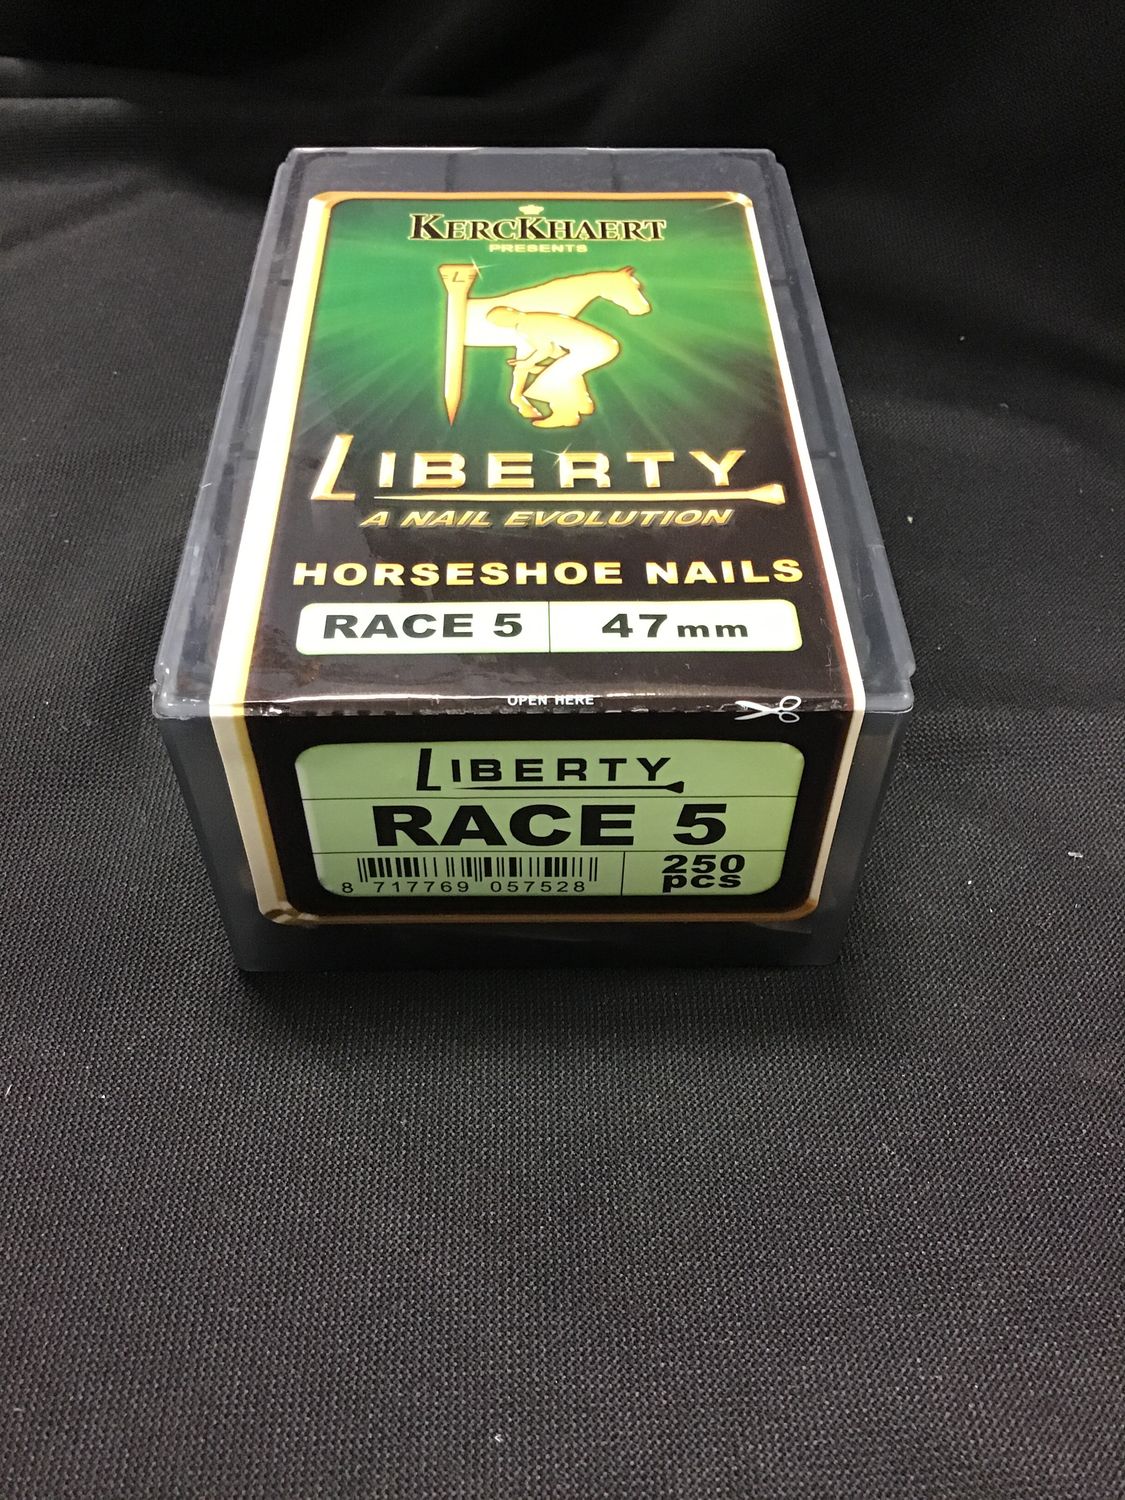 KERCKHAERT
PRESENTS
L
LIBERTY
A NAIL EVOLUTION
HORSESHOE NAILS
RACE 5 47mm
OPEN HERE
LIBERTY
RACE 5
8 717769 057528
250
pcs